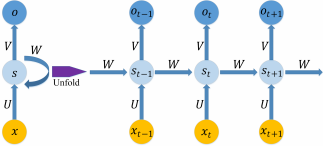 o o_{t-1} o_t o_{t+1}
V W V V V
s Unfold W s_{t-1} W s_t W s_{t+1} W
U U U U
x x_{t-1} x_t x_{t+1}